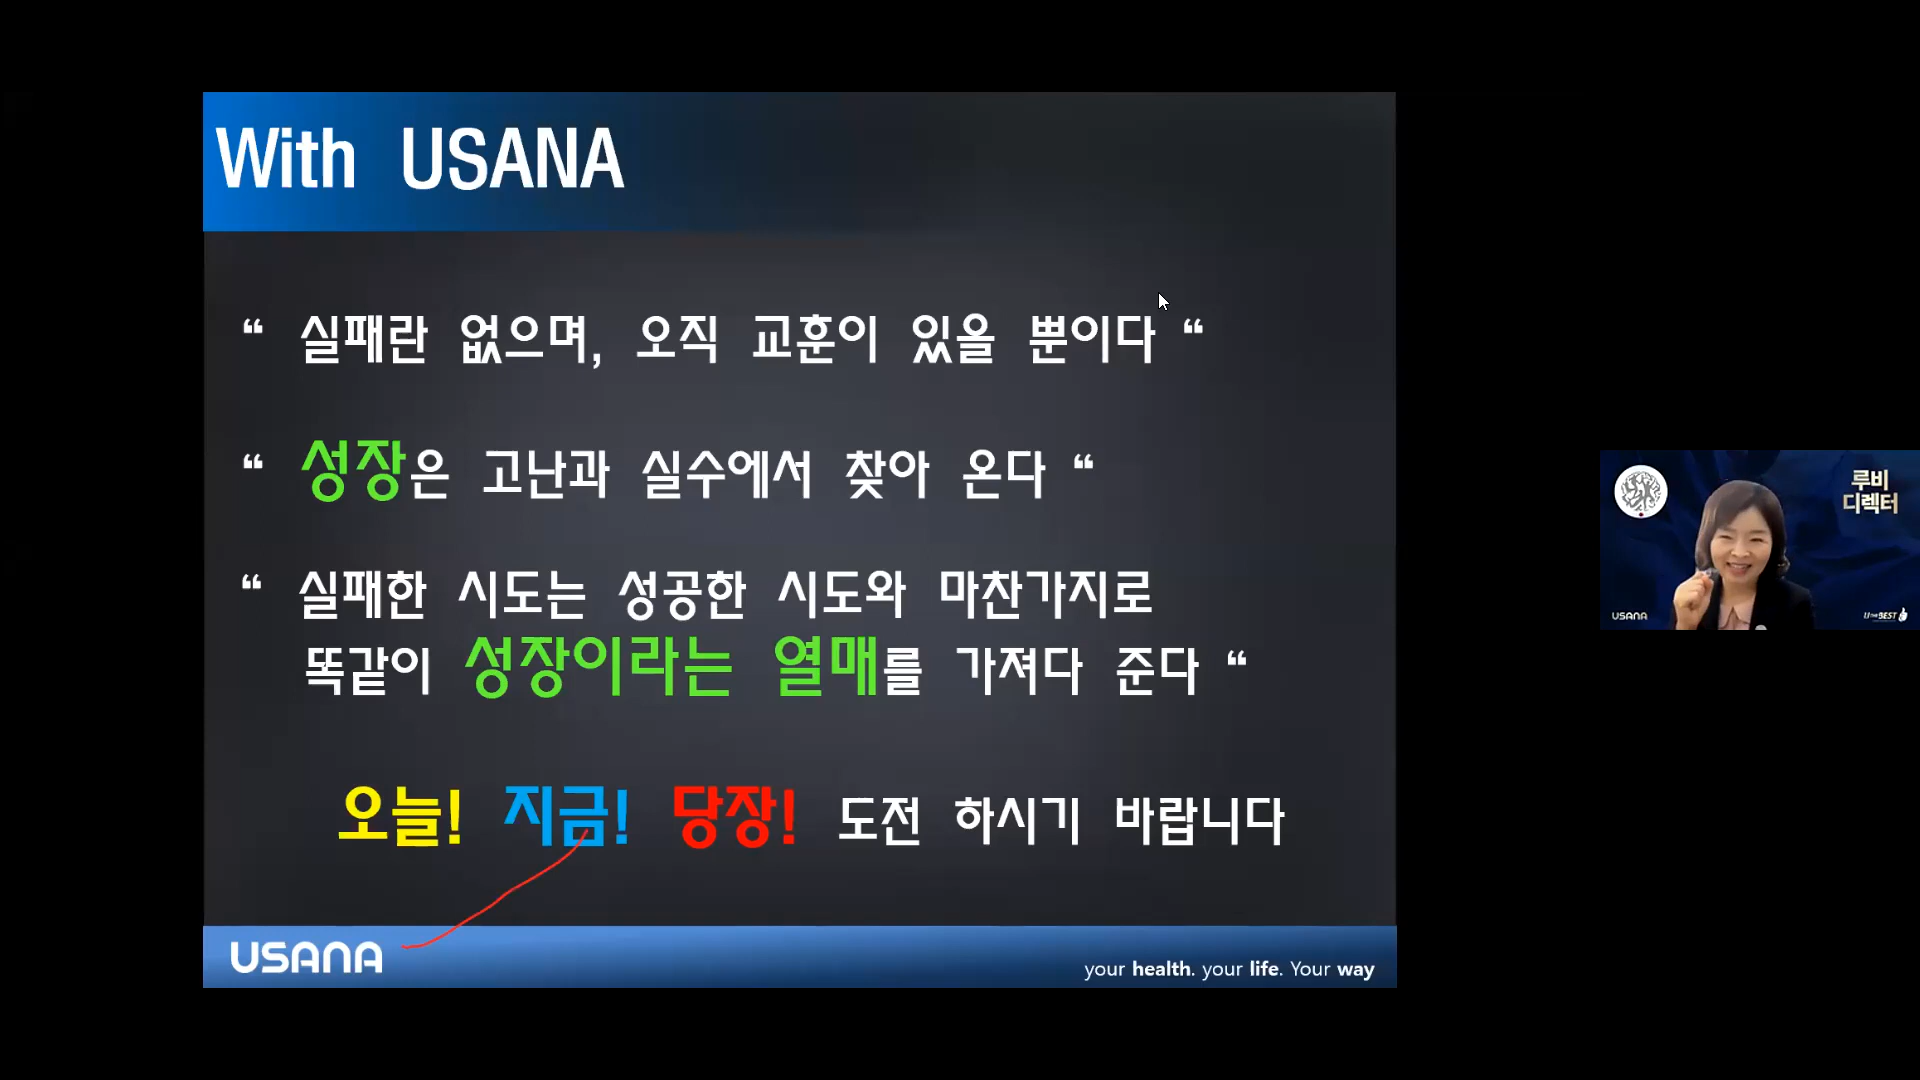 With USANA
“ 실패란 없으며, 오직 교훈이 있을 뿐이다 “
“ 성장은 고난과 실수에서 찾아 온다 “
“ 실패한 시도는 성공한 시도와 마찬가지로
똑같이 성장이라는 열매를 가져다 준다 “
오늘! 지금! 당장! 도전 하시기 바랍니다
USANA
your health. your life. Your way
루비
디렉터
USANA
U THE BEST